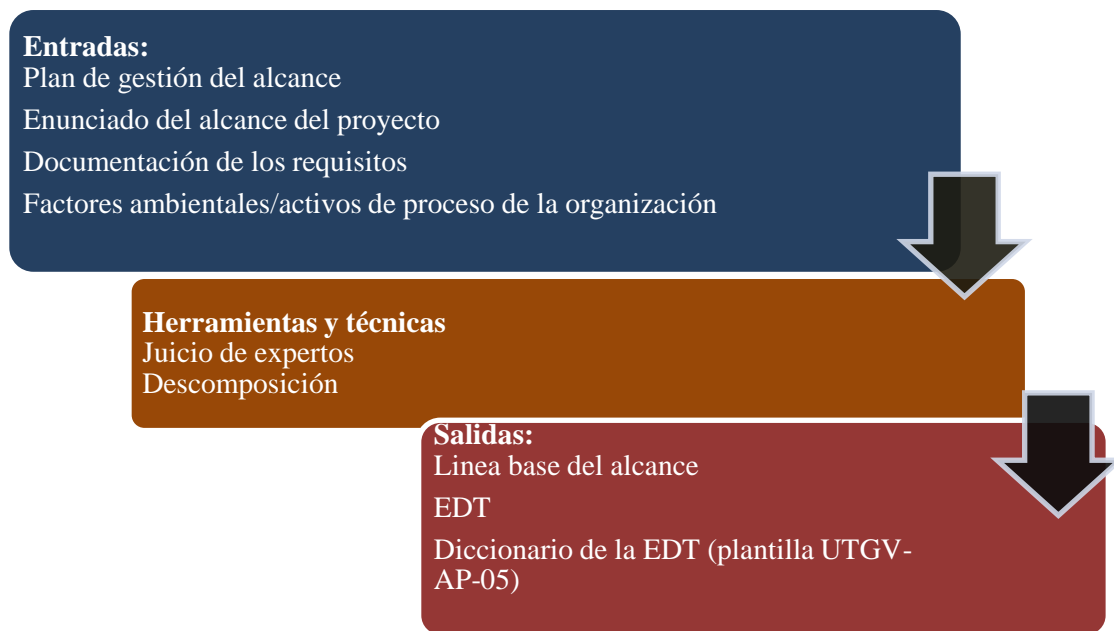 Entradas:
Plan de gestión del alcance
Enunciado del alcance del proyecto
Documentación de los requisitos
Factores ambientales/activos de proceso de la organización
Herramientas y técnicas
Juicio de expertos
Descomposición
Salidas:
Linea base del alcance
EDT
Diccionario de la EDT (plantilla UTGV-
AP-05)